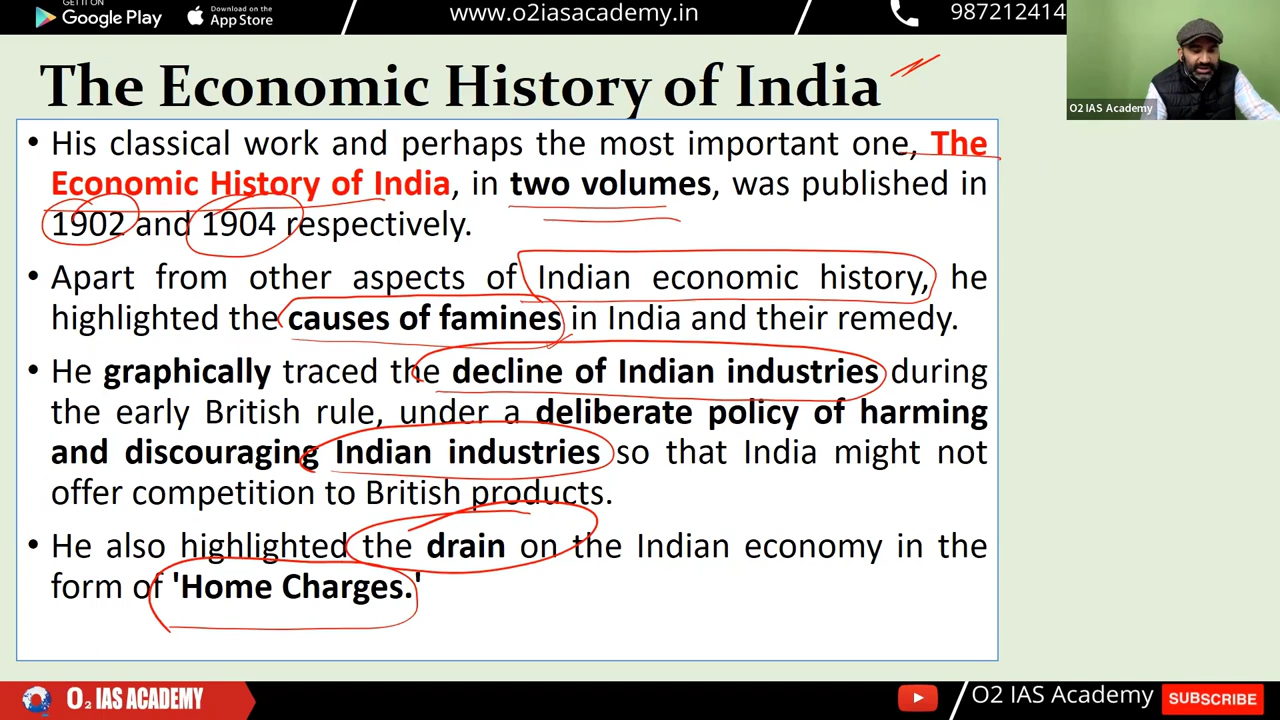 GET IT ON
Google Play
Download on the
App Store
www.o2iasacademy.in
987212414
The Economic History of India
O2 IAS Academy
• His classical work and perhaps the most important one, The
Economic History of India, in two volumes, was published in
1902 and 1904 respectively.
• Apart from other aspects of Indian economic history, he
highlighted the causes of famines in India and their remedy.
• He graphically traced the decline of Indian industries during
the early British rule, under a deliberate policy of harming
and discouraging Indian industries so that India might not
offer competition to British products.
• He also highlighted the drain on the Indian economy in the
form of 'Home Charges.'
O₂ IAS ACADEMY
O2 IAS Academy
SUBSCRIBE